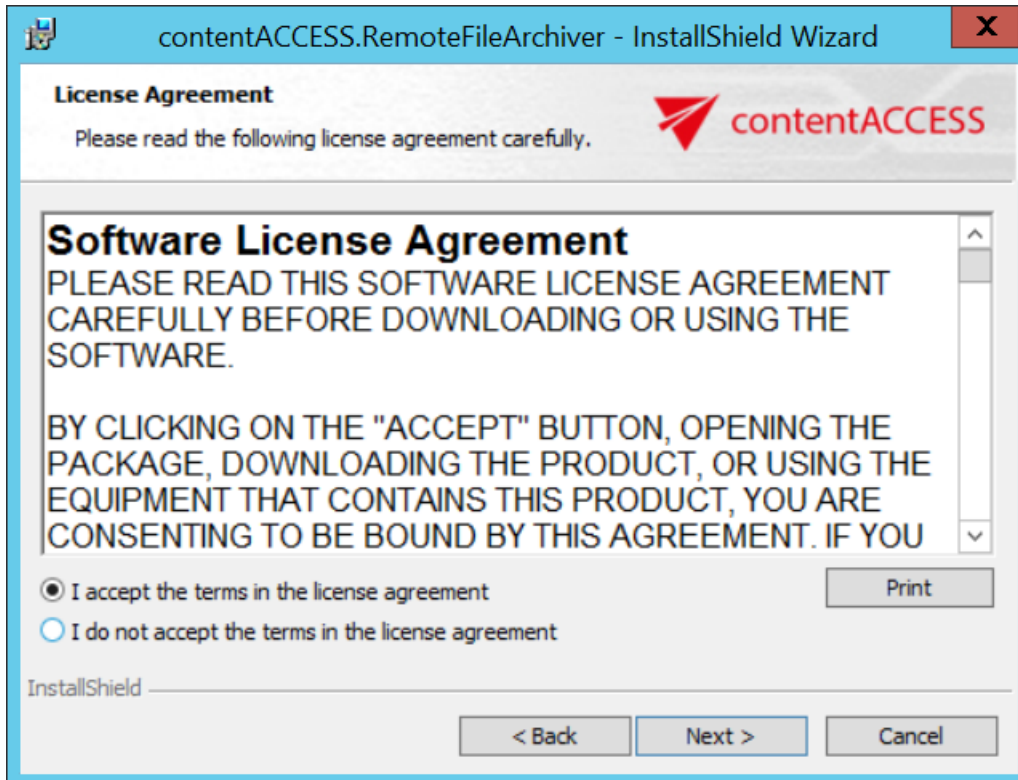 contentACCESS.RemoteFileArchiver - InstallShield Wizard
X
License Agreement
Please read the following license agreement carefully.
contentACCESS
Software License Agreement
PLEASE READ THIS SOFTWARE LICENSE AGREEMENT
CAREFULLY BEFORE DOWNLOADING OR USING THE
SOFTWARE.
BY CLICKING ON THE "ACCEPT" BUTTON, OPENING THE
PACKAGE, DOWNLOADING THE PRODUCT, OR USING THE
EQUIPMENT THAT CONTAINS THIS PRODUCT, YOU ARE
CONSENTING TO BE BOUND BY THIS AGREEMENT. IF YOU
I accept the terms in the license agreement
Print
I do not accept the terms in the license agreement
InstallShield
< Back
Next >
Cancel